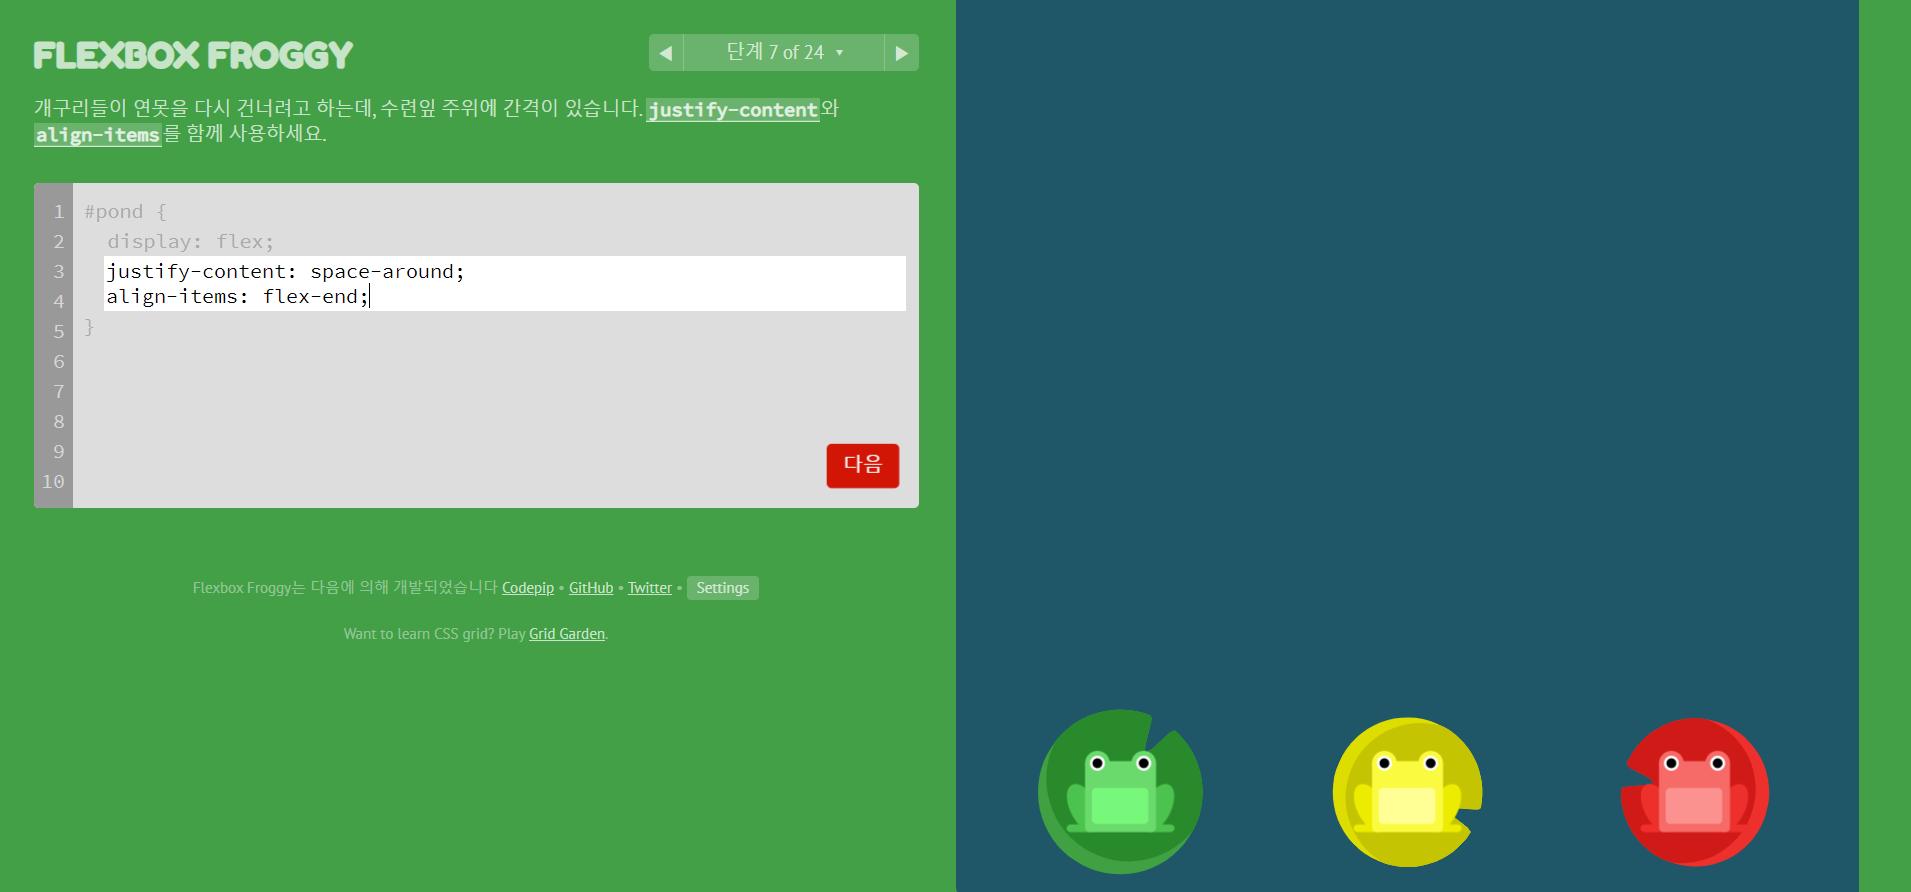 FLEXBOX FROGGY
◀ 단계 7 of 24 ▼ ▶
개구리들이 연못을 다시 건너려고 하는데, 수련잎 주위에 간격이 있습니다. justify-content와
align-items를 함께 사용하세요.
1 #pond {
2 display: flex;
3 justify-content: space-around;
4 align-items: flex-end;
5 }
6
7
8
9
10
다음
Flexbox Froggy는 다음에 의해 개발되었습니다 Codepip • GitHub • Twitter • Settings
Want to learn CSS grid? Play Grid Garden.